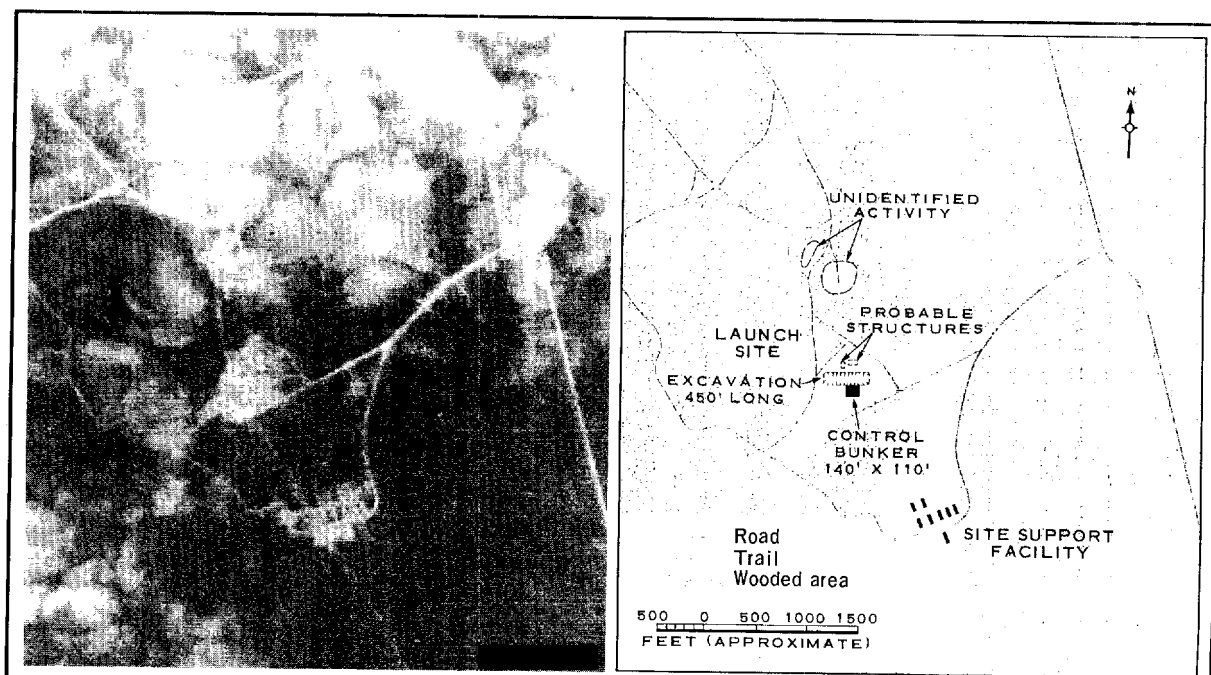 N
UNIDENTIFIED
ACTIVITY
PROBABLE
STRUCTURES
LAUNCH
SITE
EXCAVATION
450' LONG
CONTROL
BUNKER
140' X 110'
SITE SUPPORT
FACILITY
Road
Trail
Wooded area
500 0 500 1000 1500
FEET (APPROXIMATE)